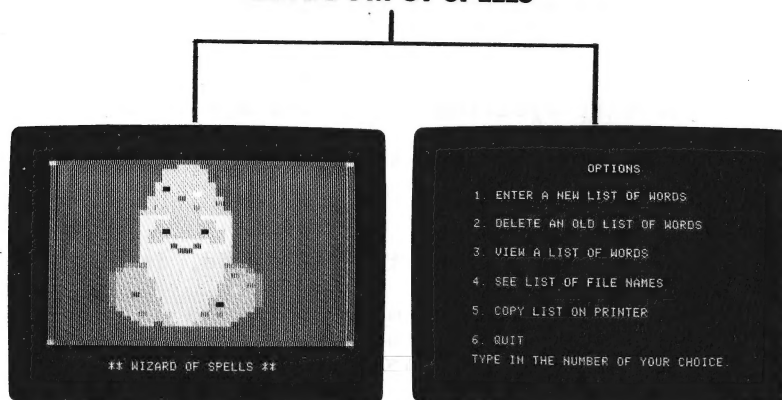 ** WIZARD OF SPELLS **
OPTIONS
1. ENTER A NEW LIST OF WORDS
2. DELETE AN OLD LIST OF WORDS
3. VIEW A LIST OF WORDS
4. SEE LIST OF FILE NAMES
5. COPY LIST ON PRINTER
6. QUIT
TYPE IN THE NUMBER OF YOUR CHOICE.